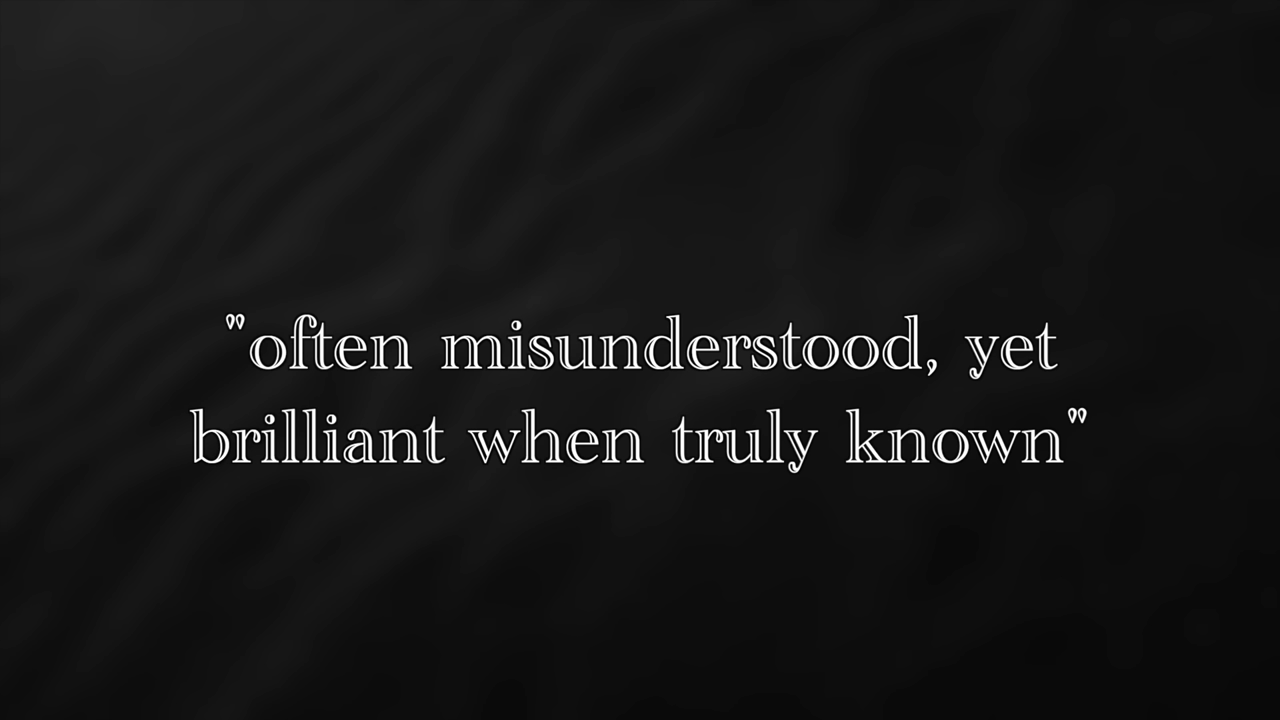 "often misunderstood, yet
brilliant when truly known"